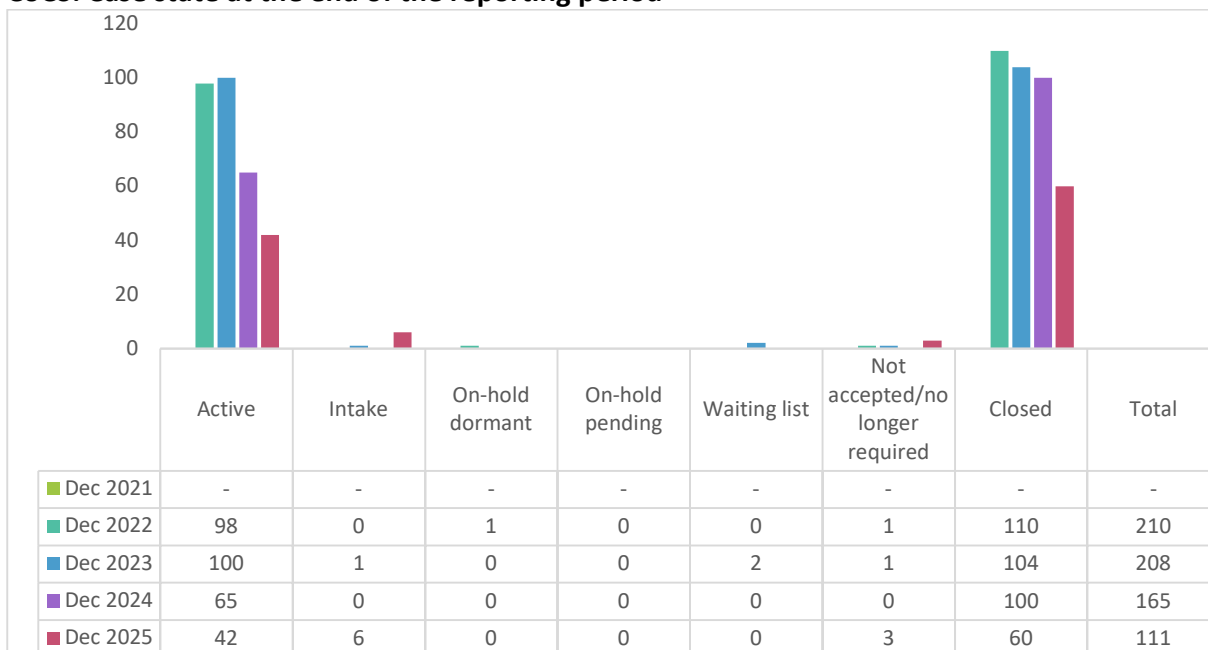 120
100
80
60
40
20
0
Active Intake On-hold dormant On-hold pending Waiting list Not accepted/no longer required Closed Total
Dec 2021 - - - - - - - -
Dec 2022 98 0 1 0 0 1 110 210
Dec 2023 100 1 0 0 2 1 104 208
Dec 2024 65 0 0 0 0 0 100 165
Dec 2025 42 6 0 0 0 3 60 111